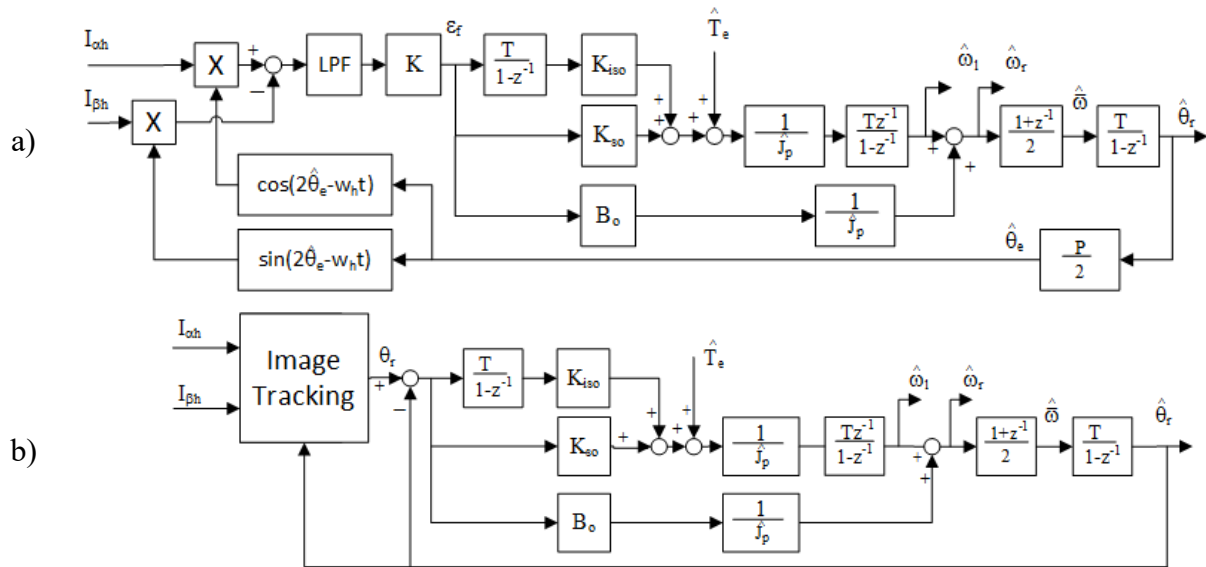 a)
I_αh
I_βh
X
X
+
−
LPF
K
ε_f
T
1-z⁻¹
K_iso
K_so
B_o
+
+
+
T̂_e
+
1
Ĵ_p
Tz⁻¹
1-z⁻¹
ω̂_1
ω̂_r
+
+
1
Ĵ_p
1+z⁻¹
2
ω̄̂
T
1-z⁻¹
θ̂_r
cos(2θ̂_e-w_ht)
sin(2θ̂_e-w_ht)
θ̂_e
P
2
b)
I_αh
I_βh
Image
Tracking
θ_r
+
−
T
1-z⁻¹
K_iso
K_so
B_o
+
+
+
T̂_e
+
1
Ĵ_p
Tz⁻¹
1-z⁻¹
ω̂_1
ω̂_r
+
+
1
Ĵ_p
1+z⁻¹
2
ω̄̂
T
1-z⁻¹
θ̂_r